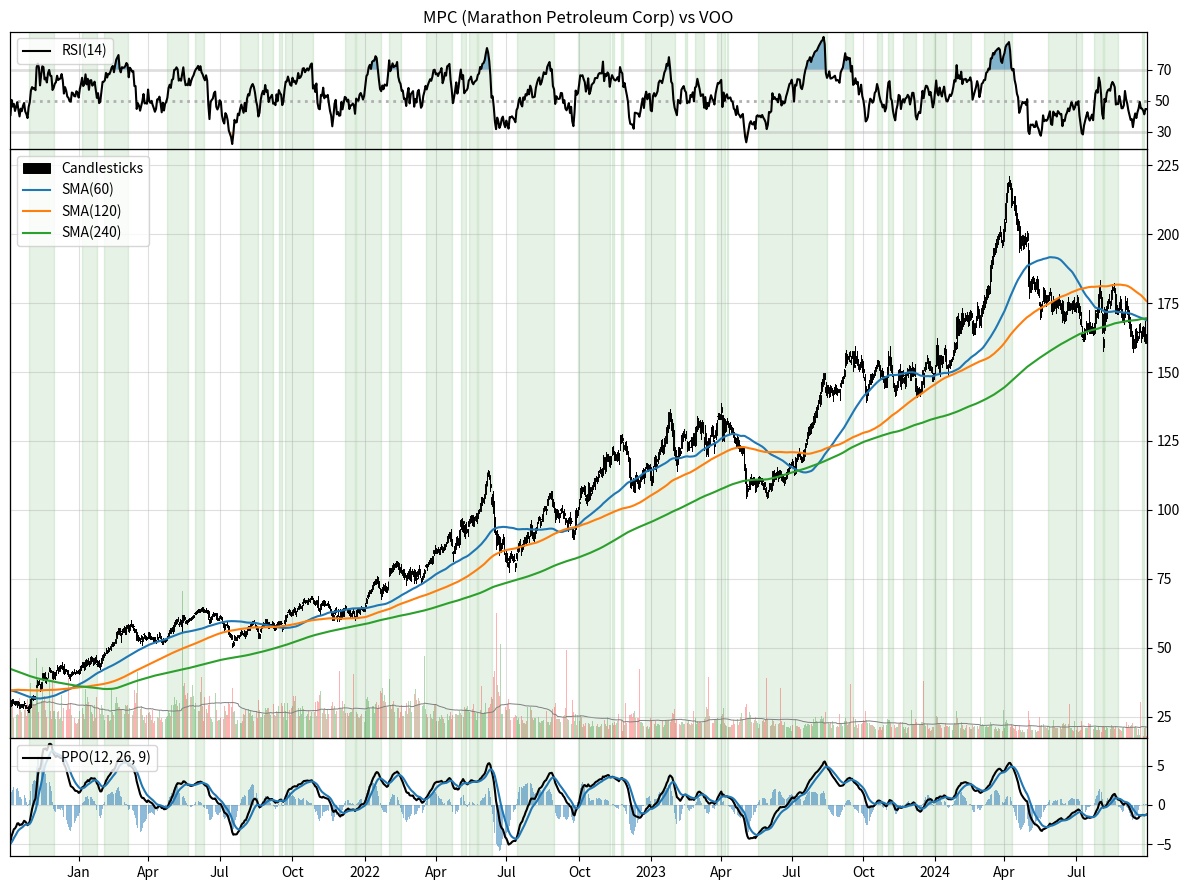 MPC (Marathon Petroleum Corp) vs VOO
RSI(14)
70
50
30
Candlesticks
SMA(60)
SMA(120)
SMA(240)
225
200
175
150
125
100
75
50
25
PPO(12, 26, 9)
5
0
−5
Jan Apr Jul Oct 2022 Apr Jul Oct 2023 Apr Jul Oct 2024 Apr Jul